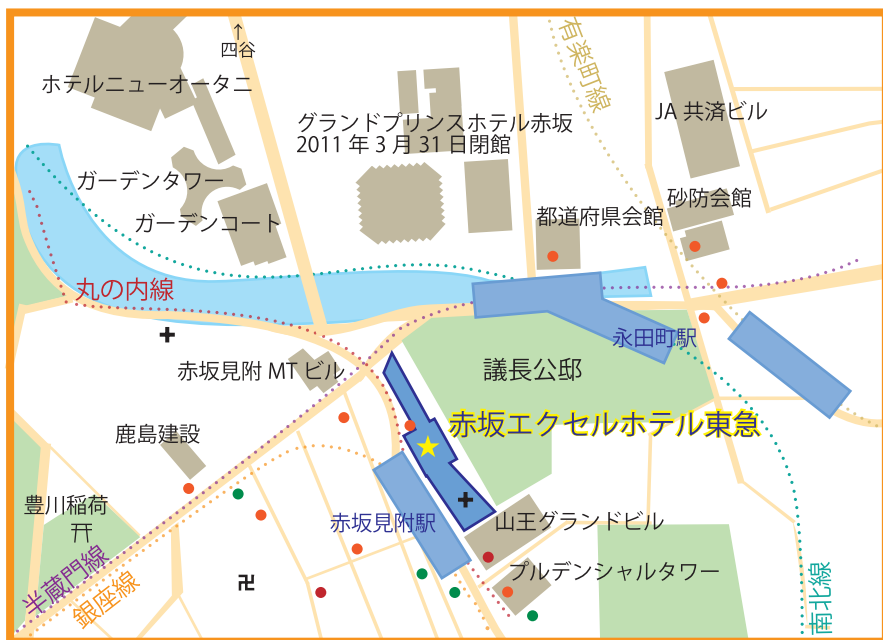 ↑
四谷
ホテルニューオータニ
有楽町線
グランドプリンスホテル赤坂
2011 年 3 月 31 日閉館
JA 共済ビル
ガーデンタワー
ガーデンコート
砂防会館
都道府県会館
丸の内線
永田町駅
赤坂見附 MT ビル
議長公邸
赤坂エクセルホテル東急
鹿島建設
豊川稲荷
赤坂見附駅
山王グランドビル
半蔵門線
銀座線
卍
プルデンシャルタワー
南北線